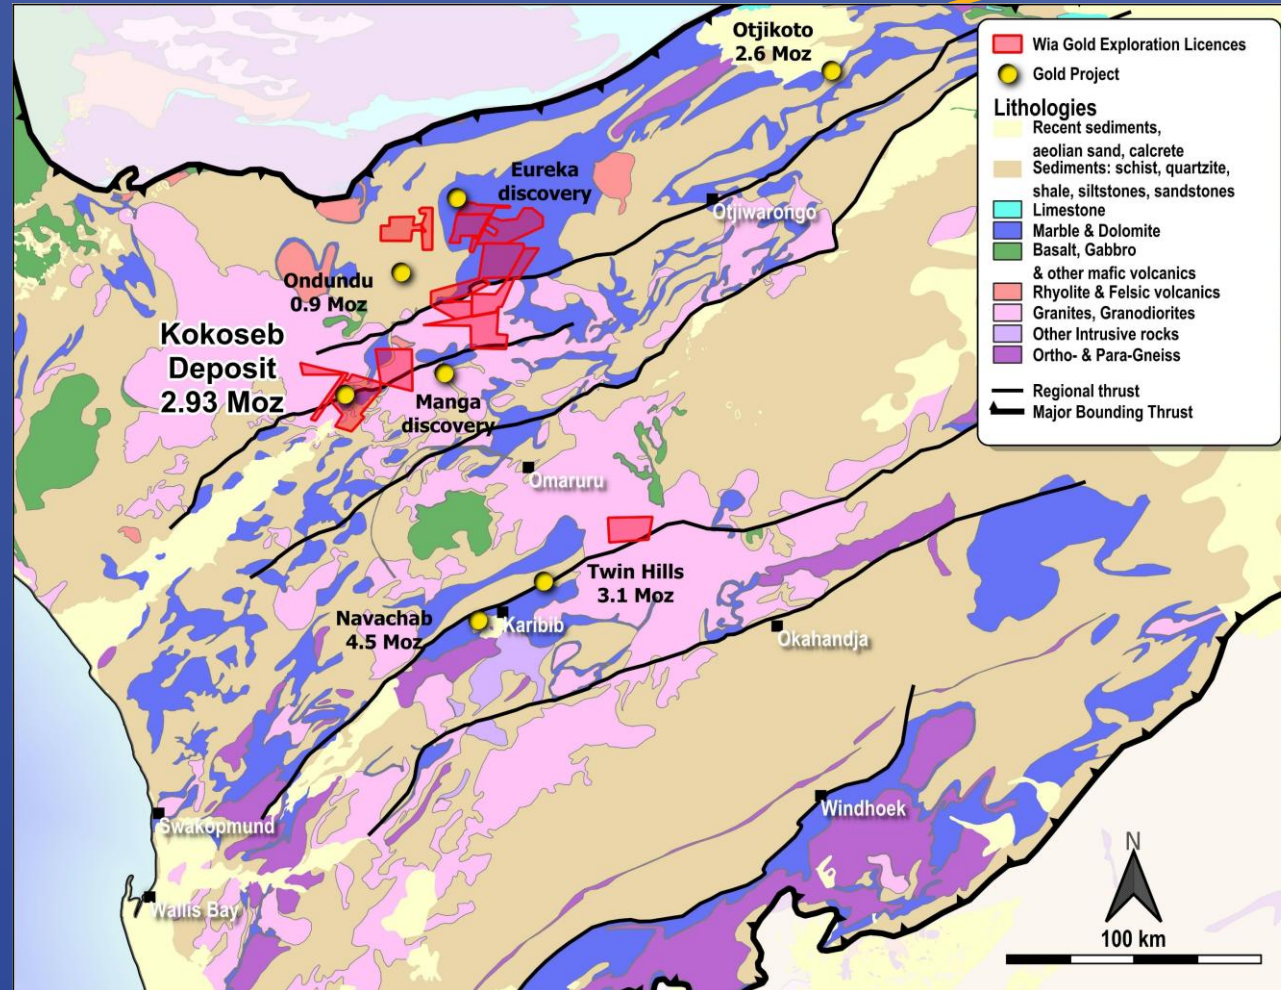 Otjikoto
2.6 Moz
Eureka
discovery
Otjiwarongo
Ondundu
0.9 Moz
Kokoseb
Deposit
2.93 Moz
Manga
discovery
Omaruru
Twin Hills
3.1 Moz
Navachab
4.5 Moz
Karibib
Okahandja
Windhoek
Swakopmund
Wallis Bay
Wia Gold Exploration Licences
Gold Project
Lithologies
Recent sediments,
aeolian sand, calcrete
Sediments: schist, quartzite,
shale, siltstones, sandstones
Limestone
Marble & Dolomite
Basalt, Gabbro
& other mafic volcanics
Rhyolite & Felsic volcanics
Granites, Granodiorites
Other Intrusive rocks
Ortho- & Para-Gneiss
Regional thrust
Major Bounding Thrust
N
100 km